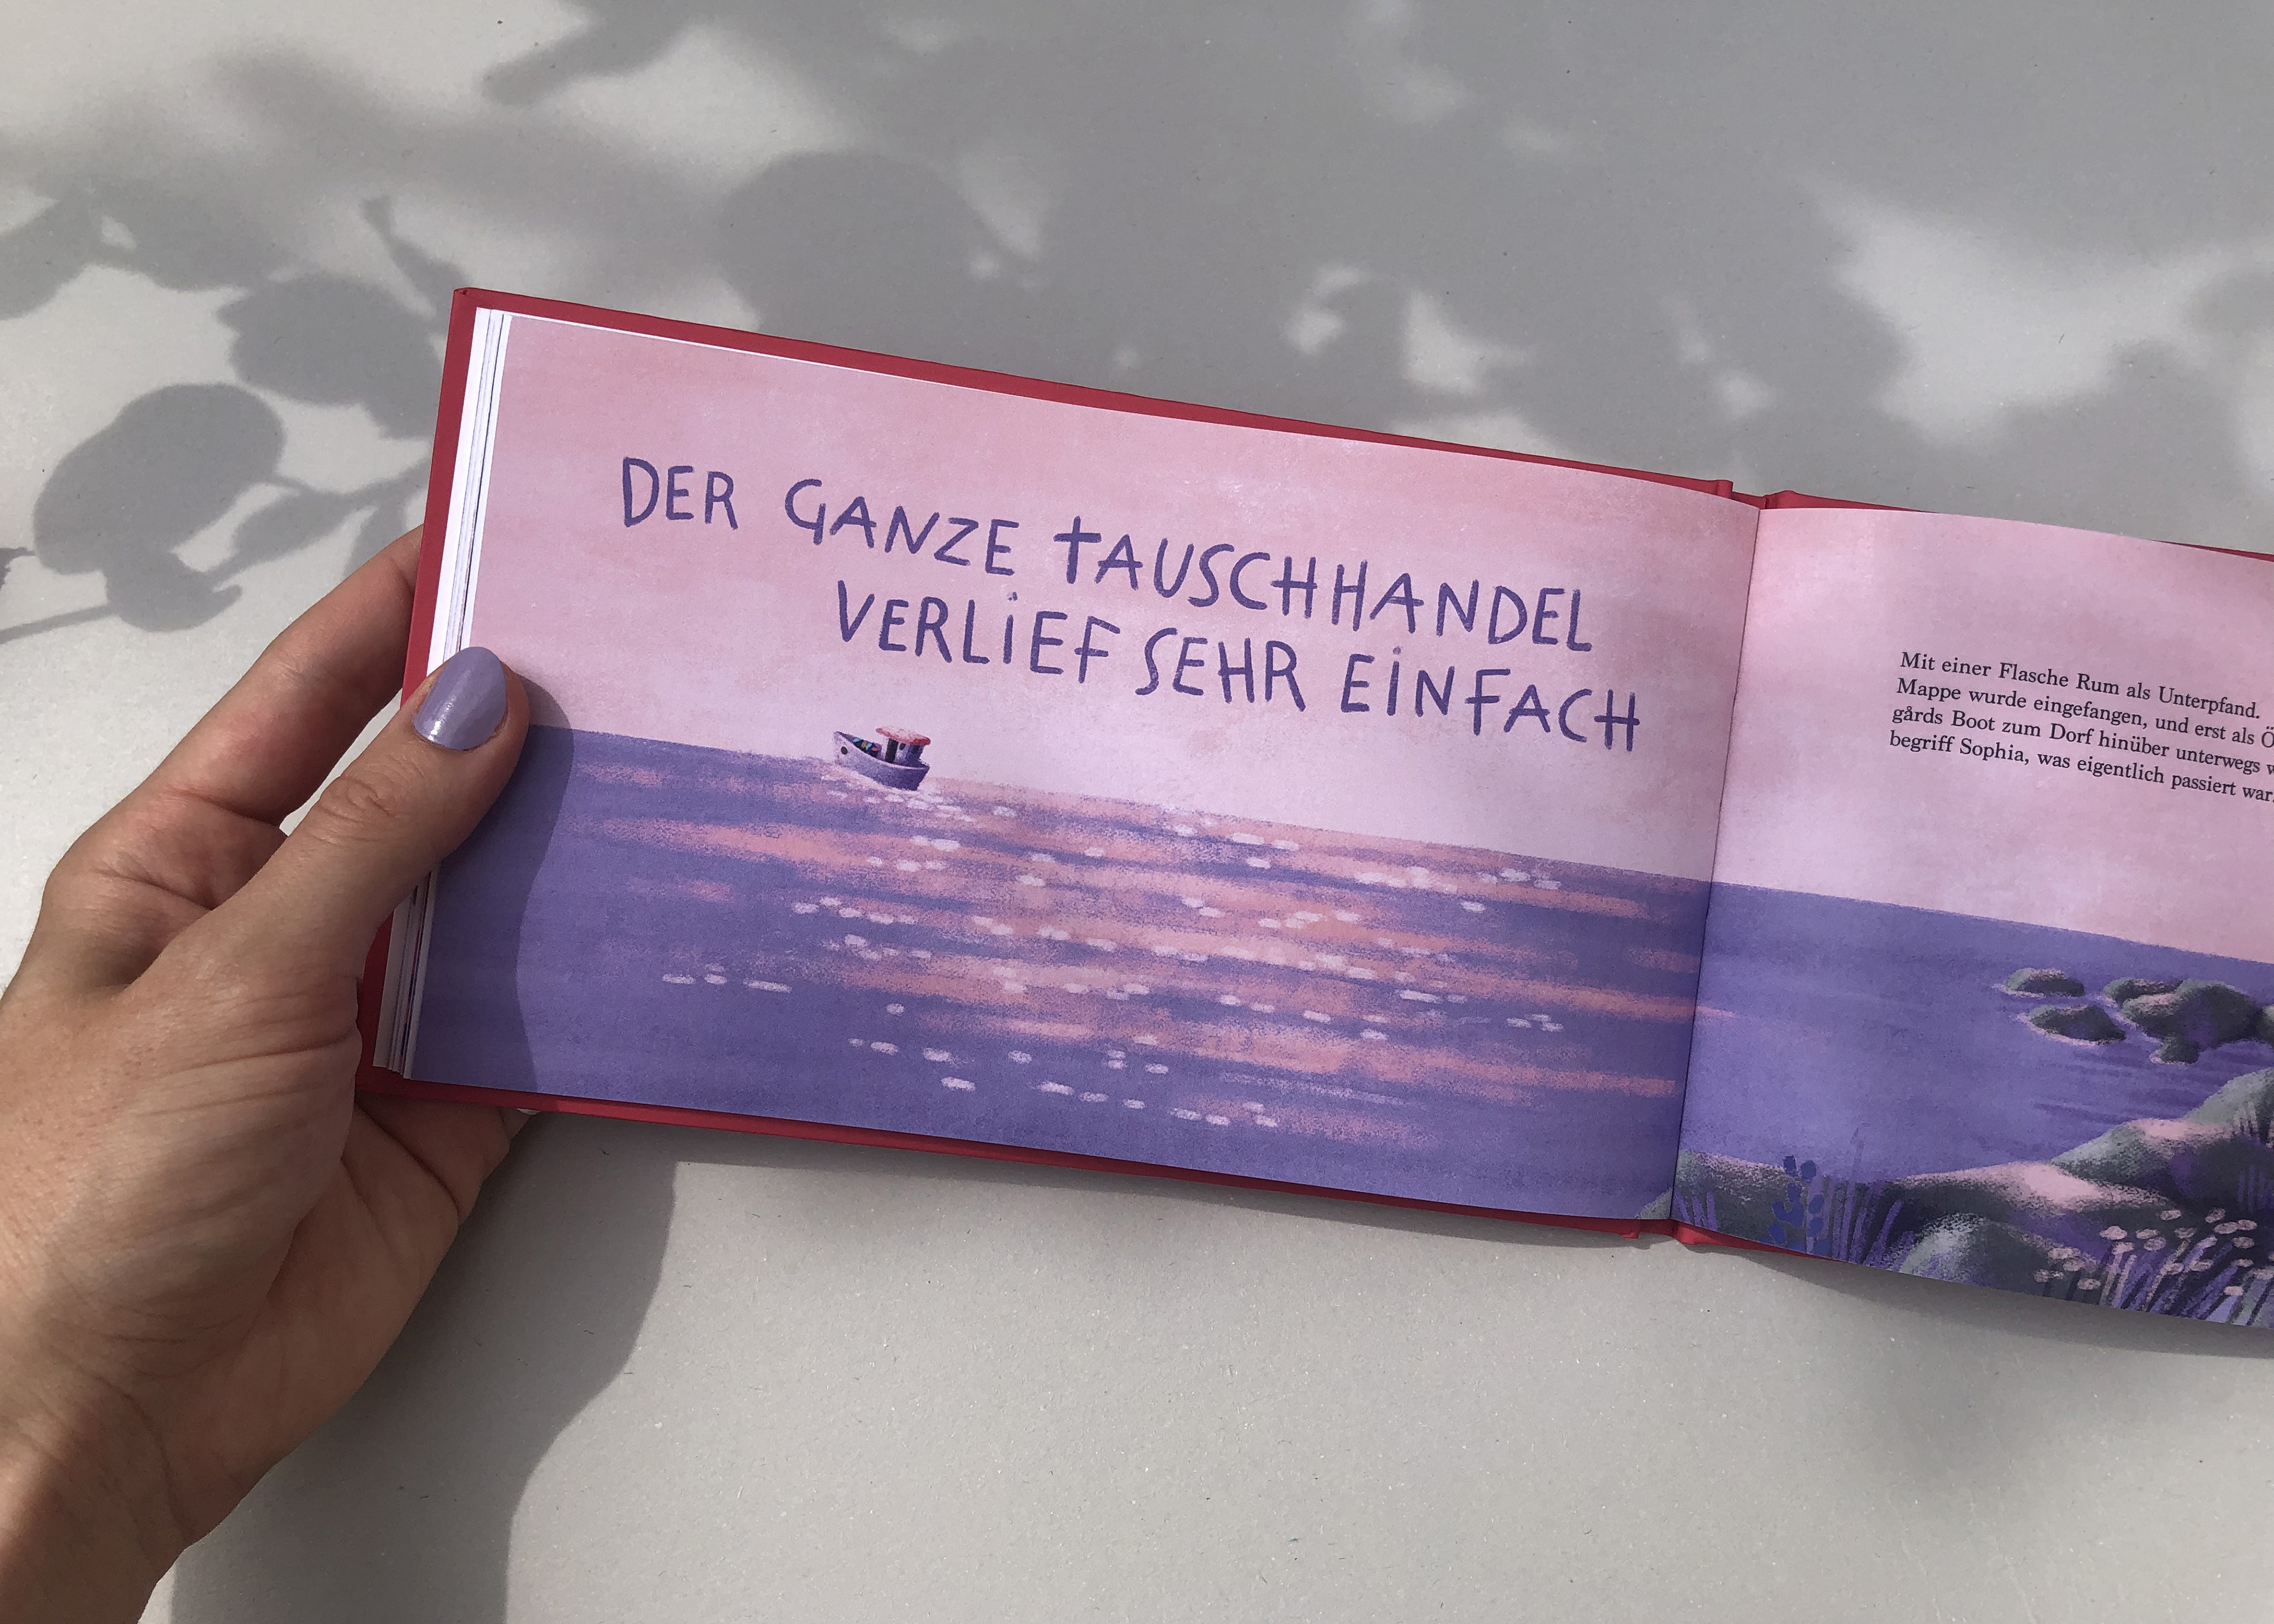 DER GANZE TAUSCHHANDEL
VERLIEF SEHR EINFACH
Mit einer Flasche Rum als Unterpfand.
Mappe wurde eingefangen, und erst als
gårds Boot zum Dorf hinüber unterwegs
begriff Sophia, was eigentlich passiert war.